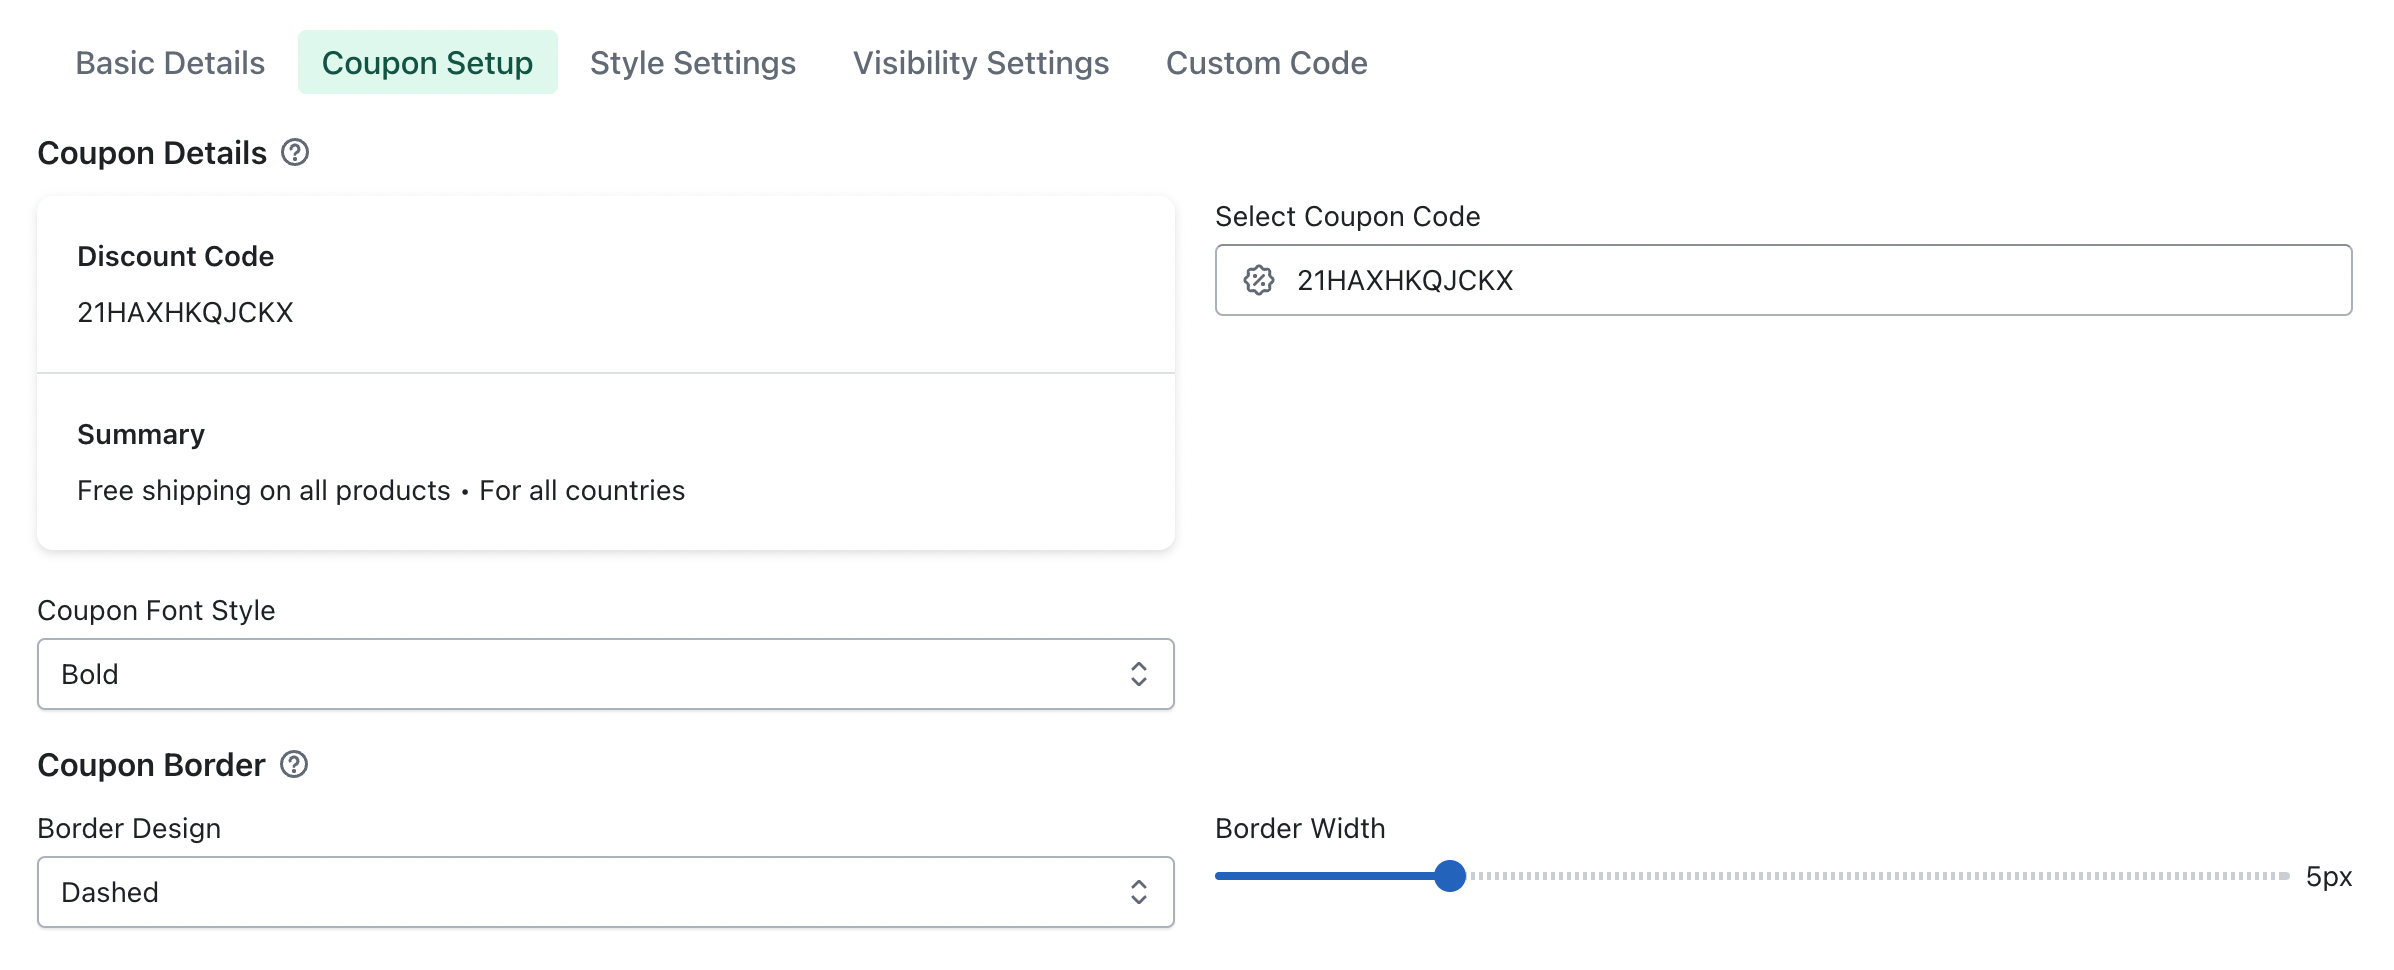 Basic Details Coupon Setup Style Settings Visibility Settings Custom Code
Coupon Details
Discount Code
21HAXHKQJCKX
Summary
Free shipping on all products • For all countries
Select Coupon Code
21HAXHKQJCKX
Coupon Font Style
Bold
Coupon Border
Border Design
Dashed
Border Width
5px